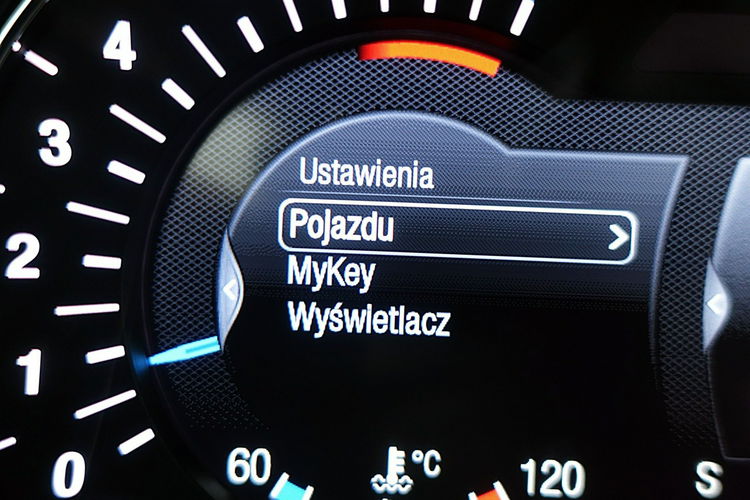 4
3
2
1
0
Ustawienia
Pojazdu
MyKey
Wyświetlacz
60
°C
120
S